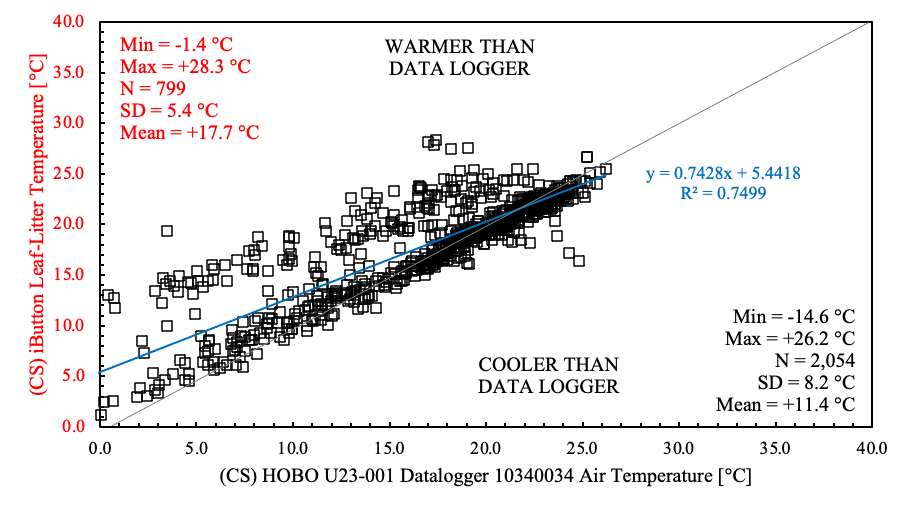 WARMER THAN
DATA LOGGER
Min = -1.4 °C
Max = +28.3 °C
N = 799
SD = 5.4 °C
Mean = +17.7 °C
y = 0.7428x + 5.4418
R² = 0.7499
COOLER THAN
DATA LOGGER
Min = -14.6 °C
Max = +26.2 °C
N = 2,054
SD = 8.2 °C
Mean = +11.4 °C
(CS) iButton Leaf-Litter Temperature [°C]
40.0
35.0
30.0
25.0
20.0
15.0
10.0
5.0
0.0
0.0 5.0 10.0 15.0 20.0 25.0 30.0 35.0 40.0
(CS) HOBO U23-001 Datalogger 10340034 Air Temperature [°C]